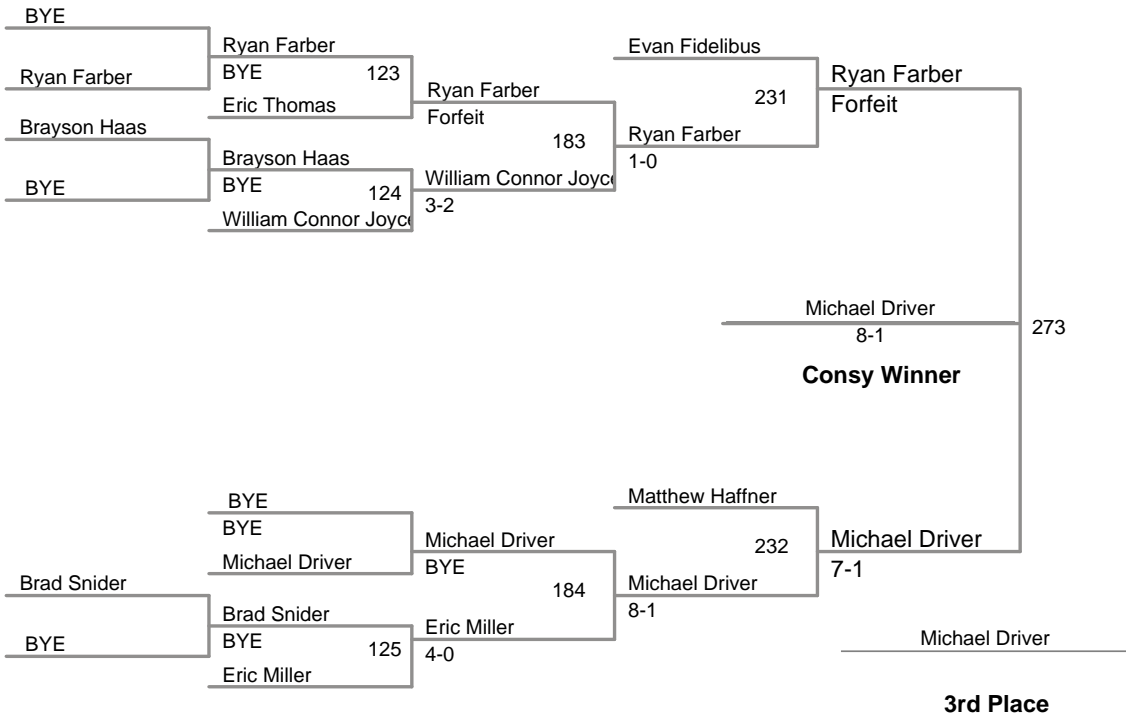 BYE
Ryan Farber
Ryan Farber
BYE
123
Eric Thomas
Brayson Haas
BYE
Brayson Haas
BYE
124
William Connor Joyce
Ryan Farber
Forfeit
183
William Connor Joyce
3-2
Evan Fidelibus
231
Ryan Farber
1-0
Ryan Farber
Forfeit
Michael Driver
8-1
273
Consy Winner
BYE
BYE
Michael Driver
Brad Snider
BYE
Brad Snider
BYE
125
Eric Miller
Michael Driver
BYE
184
Eric Miller
4-0
Matthew Haffner
232
Michael Driver
8-1
Michael Driver
7-1
Michael Driver
3rd Place